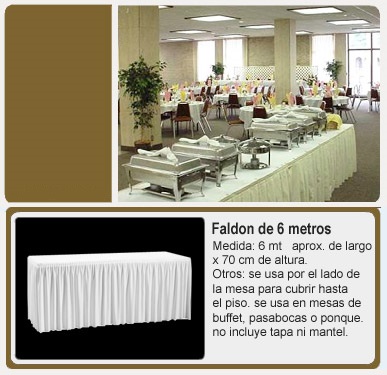 Faldon de 6 metros
Medida: 6 mt aprox. de largo
x 70 cm de altura.
Otros: se usa por el lado de
la mesa para cubrir hasta
el piso. se usa en mesas de
buffet, pasabocas o ponque.
no incluye tapa ni mantel.